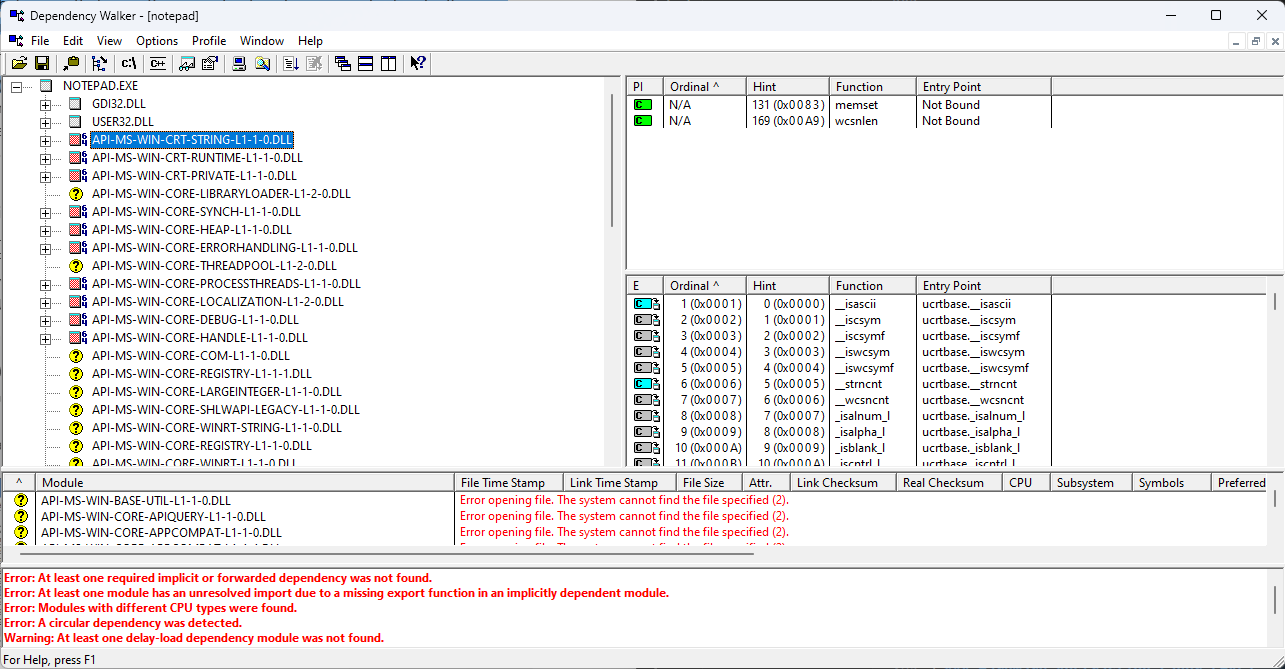 Dependency Walker - [notepad]
File Edit View Options Profile Window Help
c:\ C++
NOTEPAD.EXE
GDI32.DLL
USER32.DLL
API-MS-WIN-CRT-STRING-L1-1-0.DLL
API-MS-WIN-CRT-RUNTIME-L1-1-0.DLL
API-MS-WIN-CRT-PRIVATE-L1-1-0.DLL
API-MS-WIN-CORE-LIBRARYLOADER-L1-2-0.DLL
API-MS-WIN-CORE-SYNCH-L1-1-0.DLL
API-MS-WIN-CORE-HEAP-L1-1-0.DLL
API-MS-WIN-CORE-ERRORHANDLING-L1-1-0.DLL
API-MS-WIN-CORE-THREADPOOL-L1-2-0.DLL
API-MS-WIN-CORE-PROCESSTHREADS-L1-1-0.DLL
API-MS-WIN-CORE-LOCALIZATION-L1-2-0.DLL
API-MS-WIN-CORE-DEBUG-L1-1-0.DLL
API-MS-WIN-CORE-HANDLE-L1-1-0.DLL
API-MS-WIN-CORE-COM-L1-1-0.DLL
API-MS-WIN-CORE-REGISTRY-L1-1-1.DLL
API-MS-WIN-CORE-LARGEINTEGER-L1-1-0.DLL
API-MS-WIN-CORE-SHLWAPI-LEGACY-L1-1-0.DLL
API-MS-WIN-CORE-WINRT-STRING-L1-1-0.DLL
API-MS-WIN-CORE-REGISTRY-L1-1-0.DLL
API-MS-WIN-CORE-WINRT-L1-1-0.DLL
PI Ordinal ^ Hint Function Entry Point
C N/A 131 (0x0083) memset Not Bound
C N/A 169 (0x00A9) wcsnlen Not Bound
E Ordinal ^ Hint Function Entry Point
C 1 (0x0001) 0 (0x0000) __isascii ucrtbase.__isascii
C 2 (0x0002) 1 (0x0001) __iscsym ucrtbase.__iscsym
C 3 (0x0003) 2 (0x0002) __iscsymf ucrtbase.__iscsymf
C 4 (0x0004) 3 (0x0003) __iswcsym ucrtbase.__iswcsym
C 5 (0x0005) 4 (0x0004) __iswcsymf ucrtbase.__iswcsymf
C 6 (0x0006) 5 (0x0005) __strncnt ucrtbase.__strncnt
C 7 (0x0007) 6 (0x0006) __wcsncnt ucrtbase.__wcsncnt
C 8 (0x0008) 7 (0x0007) _isalnum_l ucrtbase._isalnum_l
C 9 (0x0009) 8 (0x0008) _isalpha_l ucrtbase._isalpha_l
C 10 (0x000A) 9 (0x0009) _isblank_l ucrtbase._isblank_l
C 11 (0x000B) 10 (0x000A) _iscntrl_l ucrtbase._iscntrl_l
^ Module File Time Stamp Link Time Stamp File Size Attr. Link Checksum Real Checksum CPU Subsystem Symbols Preferred
API-MS-WIN-BASE-UTIL-L1-1-0.DLL Error opening file. The system cannot find the file specified (2).
API-MS-WIN-CORE-APIQUERY-L1-1-0.DLL Error opening file. The system cannot find the file specified (2).
API-MS-WIN-CORE-APPCOMPAT-L1-1-0.DLL Error opening file. The system cannot find the file specified (2).
Error: At least one required implicit or forwarded dependency was not found.
Error: At least one module has an unresolved import due to a missing export function in an implicitly dependent module.
Error: Modules with different CPU types were found.
Error: A circular dependency was detected.
Warning: At least one delay-load dependency module was not found.
For Help, press F1